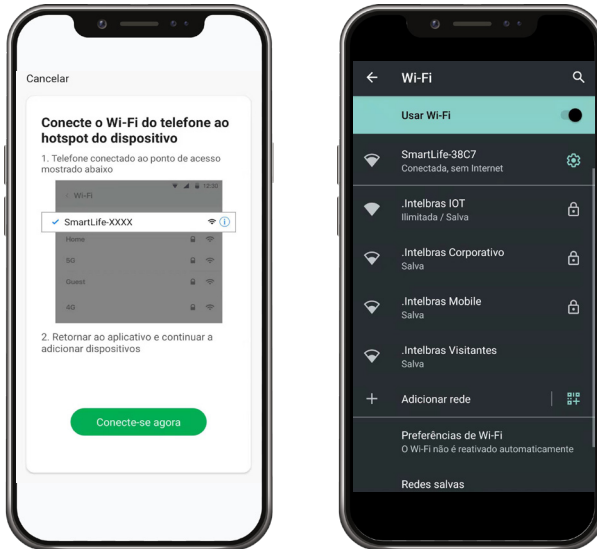 Cancelar
Conecte o Wi-Fi do telefone ao
hotspot do dispositivo
1. Telefone conectado ao ponto de acesso
mostrado abaixo
12:30
Wi-Fi
SmartLife-XXXX
Home
5G
Guest
4G
2. Retornar ao aplicativo e continuar a
adicionar dispositivos
Conecte-se agora
Wi-Fi
Usar Wi-Fi
SmartLife-38C7
Conectada, sem Internet
.Intelbras IOT
Ilimitada / Salva
.Intelbras Corporativo
Salva
.Intelbras Mobile
Salva
.Intelbras Visitantes
Salva
Adicionar rede
Preferências de Wi-Fi
O Wi-Fi não é reativado automaticamente
Redes salvas